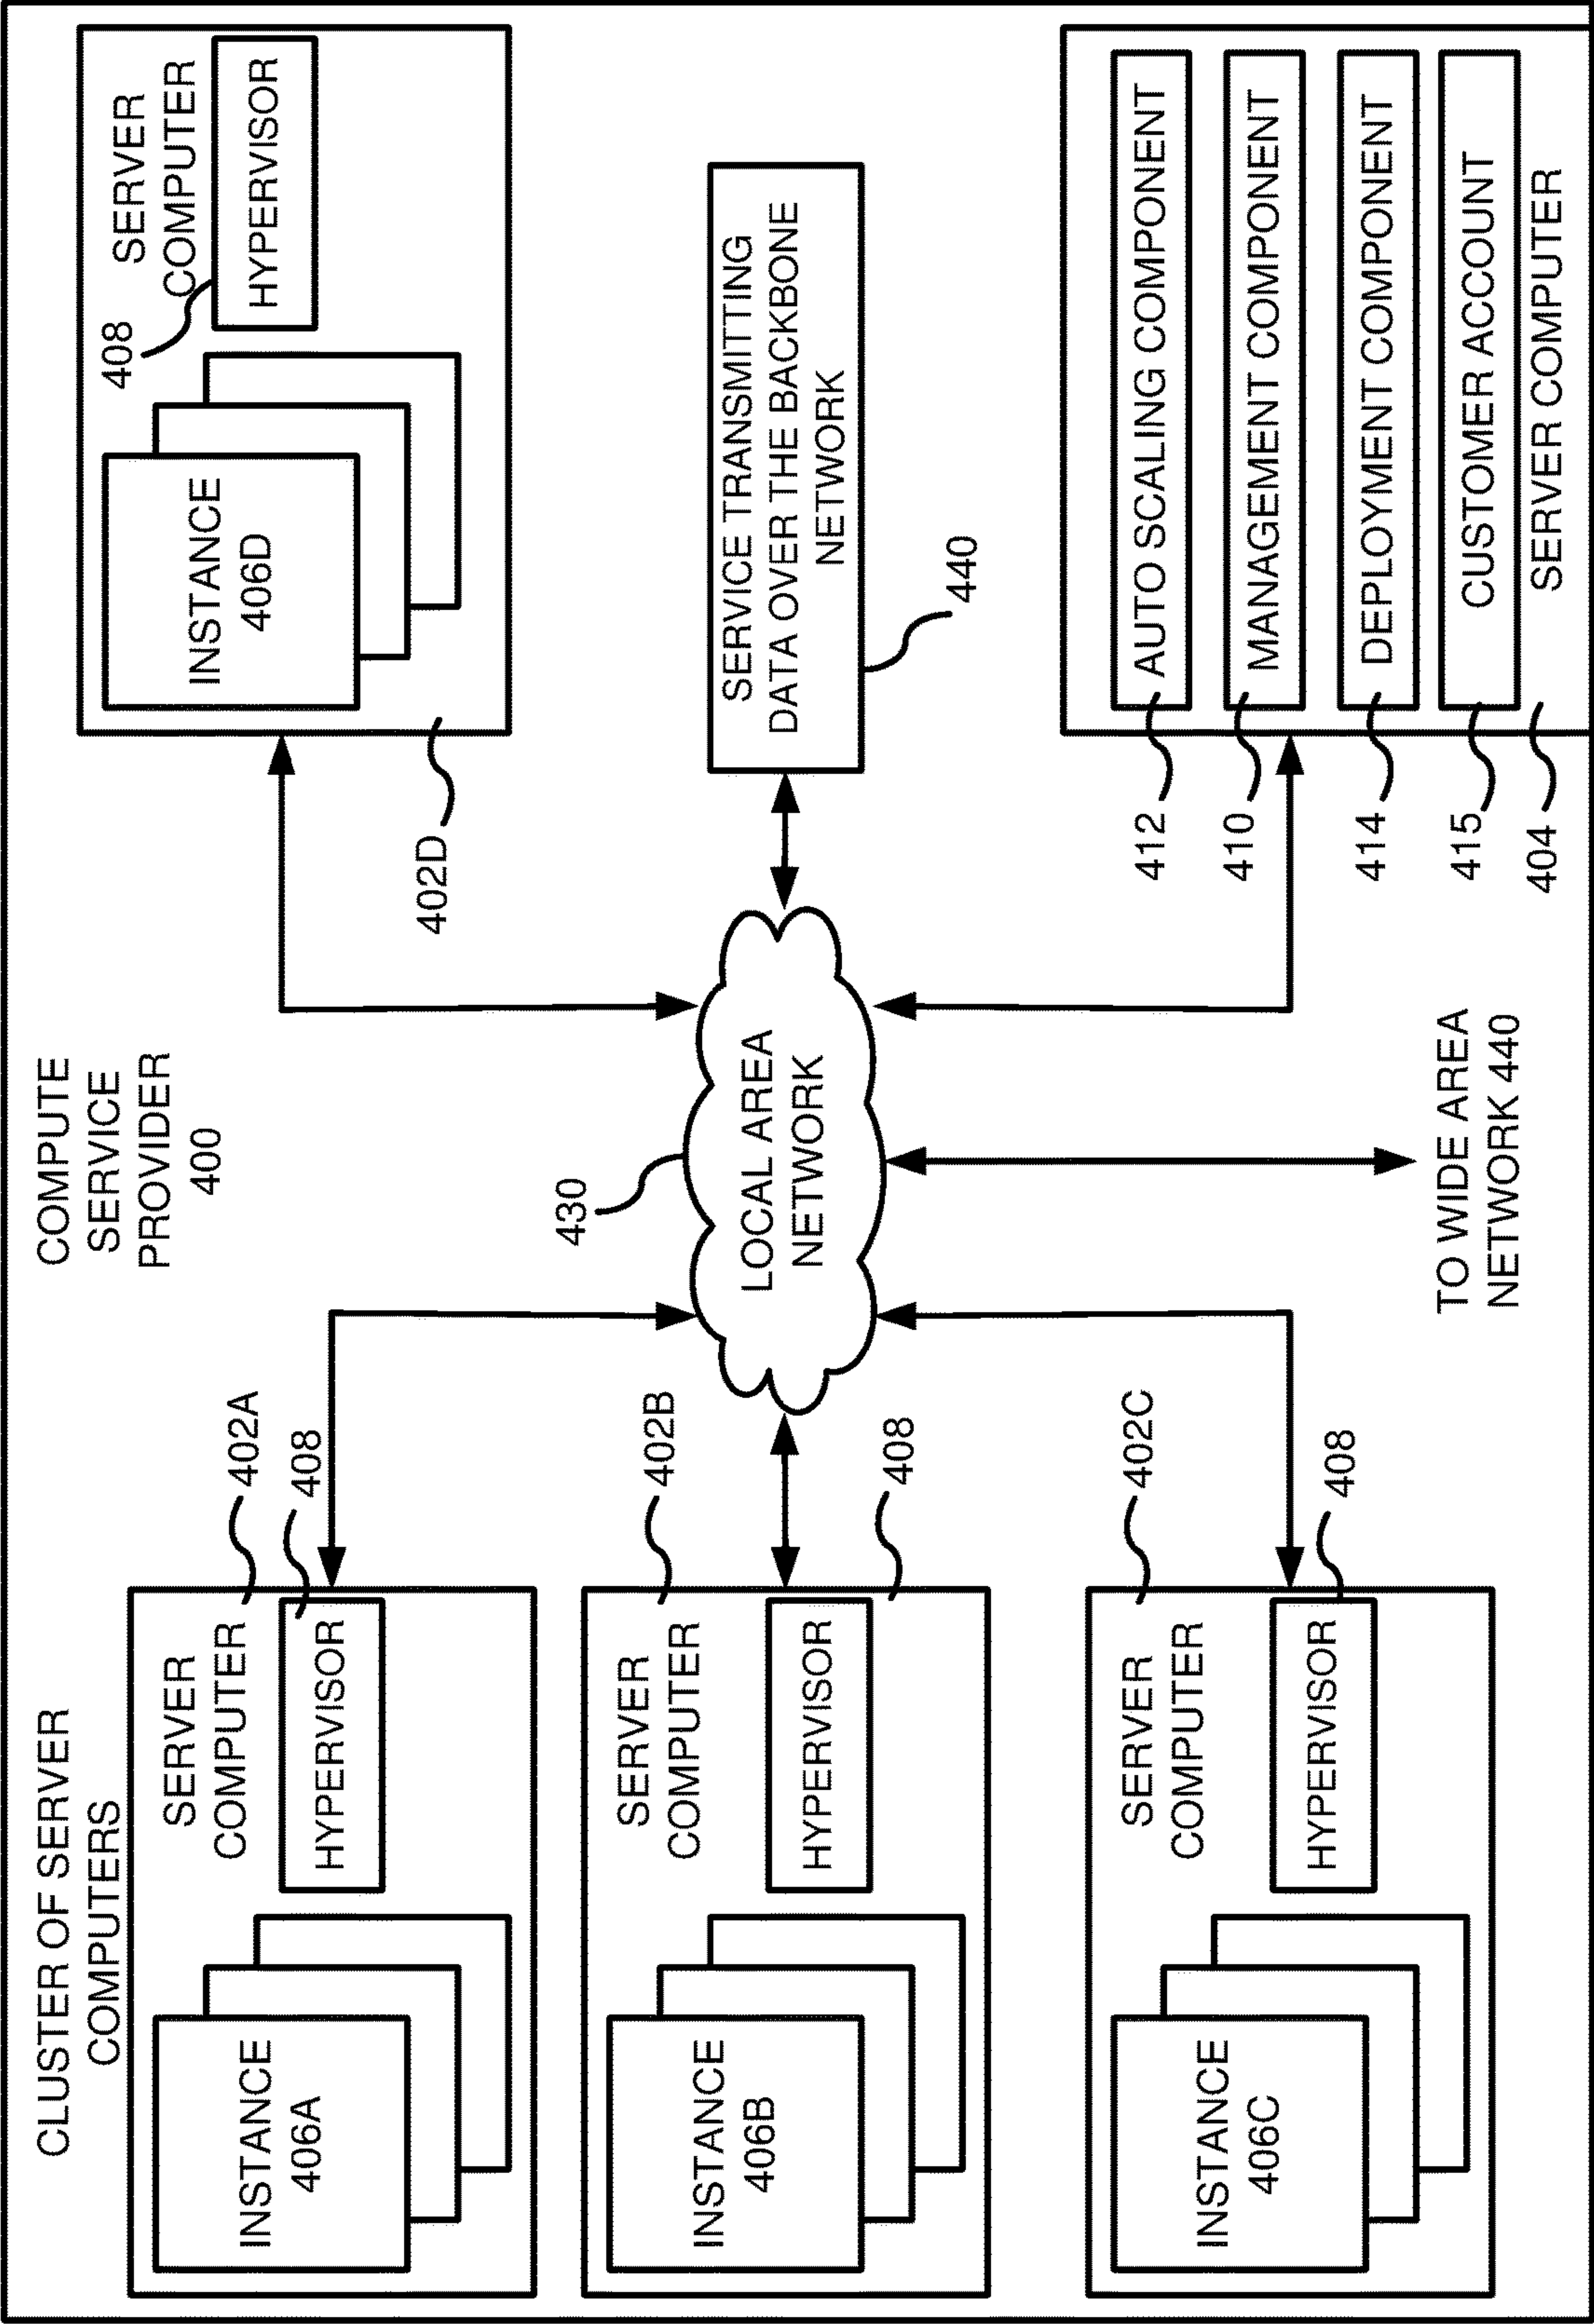 CLUSTER OF SERVER
COMPUTERS
COMPUTE
SERVICE
PROVIDER
400
SERVER
COMPUTER
402A
HYPERVISOR
408
INSTANCE
406A
SERVER
COMPUTER
402B
HYPERVISOR
408
INSTANCE
406B
SERVER
COMPUTER
402C
HYPERVISOR
408
INSTANCE
406C
430
LOCAL AREA
NETWORK
TO WIDE AREA
NETWORK 440
408
SERVER
COMPUTER
HYPERVISOR
INSTANCE
406D
402D
SERVICE TRANSMITTING
DATA OVER THE BACKBONE
NETWORK
440
412
AUTO SCALING COMPONENT
410
MANAGEMENT COMPONENT
414
DEPLOYMENT COMPONENT
415
CUSTOMER ACCOUNT
404
SERVER COMPUTER